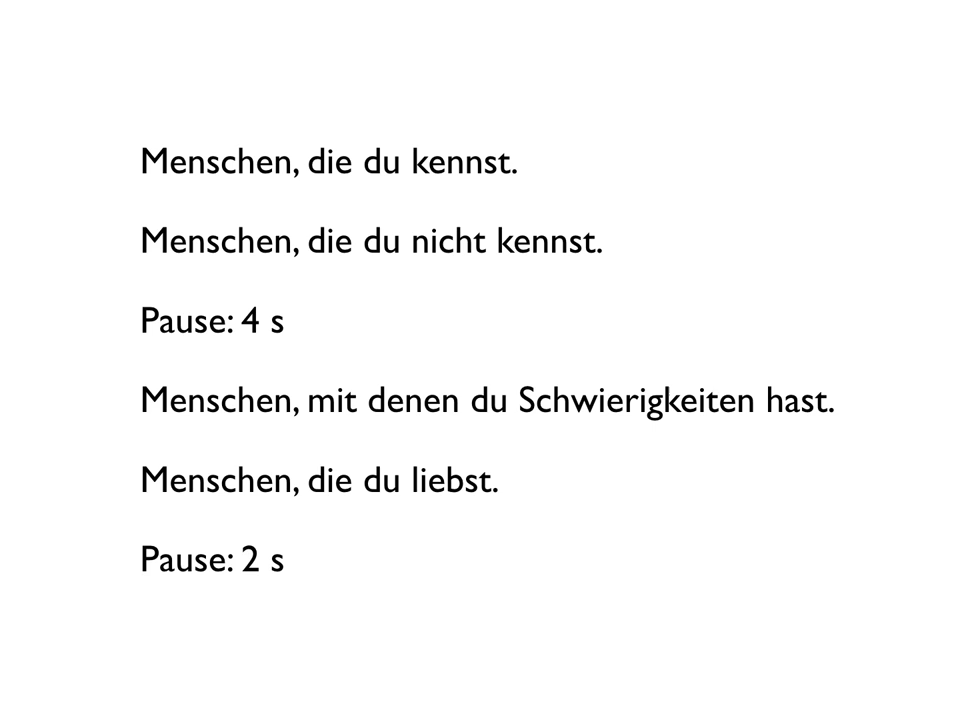 Menschen, die du kennst.
Menschen, die du nicht kennst.
Pause: 4 s
Menschen, mit denen du Schwierigkeiten hast.
Menschen, die du liebst.
Pause: 2 s